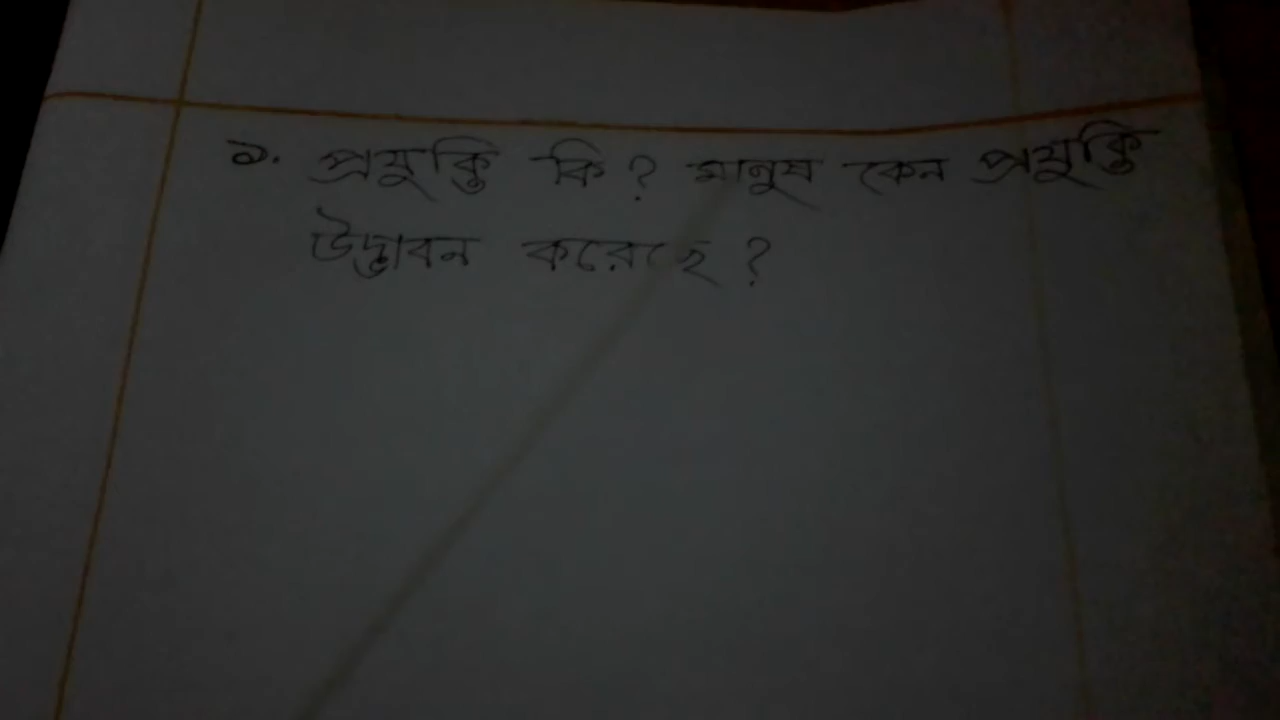 ১. প্রযুক্তি কি? মানুষ কেন প্রযুক্তি
উদ্ভাবন করেছে?